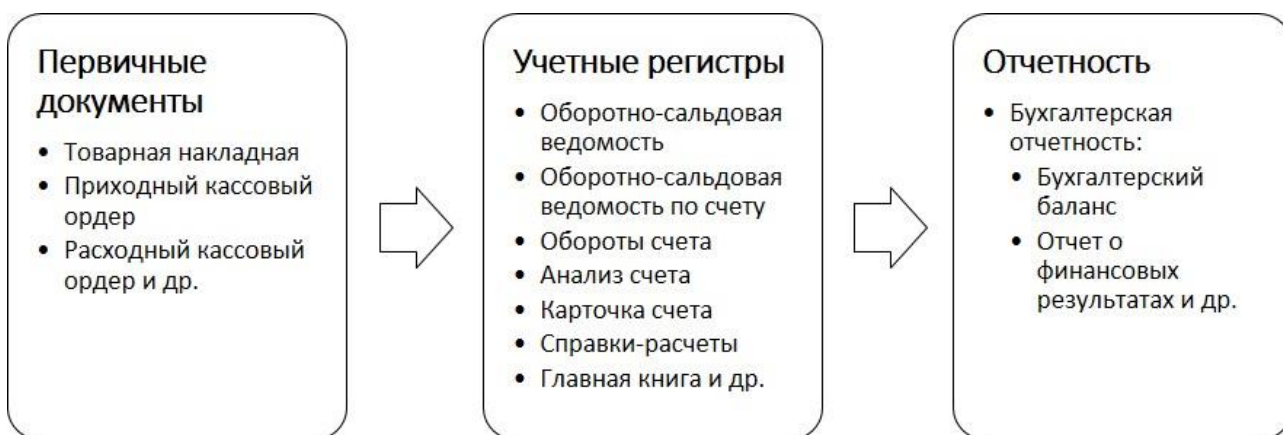 Первичные
документы
• Товарная накладная
• Приходный кассовый
ордер
• Расходный кассовый
ордер и др.
Учетные регистры
• Оборотно-сальдовая
ведомость
• Оборотно-сальдовая
ведомость по счету
• Обороты счета
• Анализ счета
• Карточка счета
• Справки-расчеты
• Главная книга и др.
Отчетность
• Бухгалтерская
отчетность:
• Бухгалтерский
баланс
• Отчет о
финансовых
результатах и др.